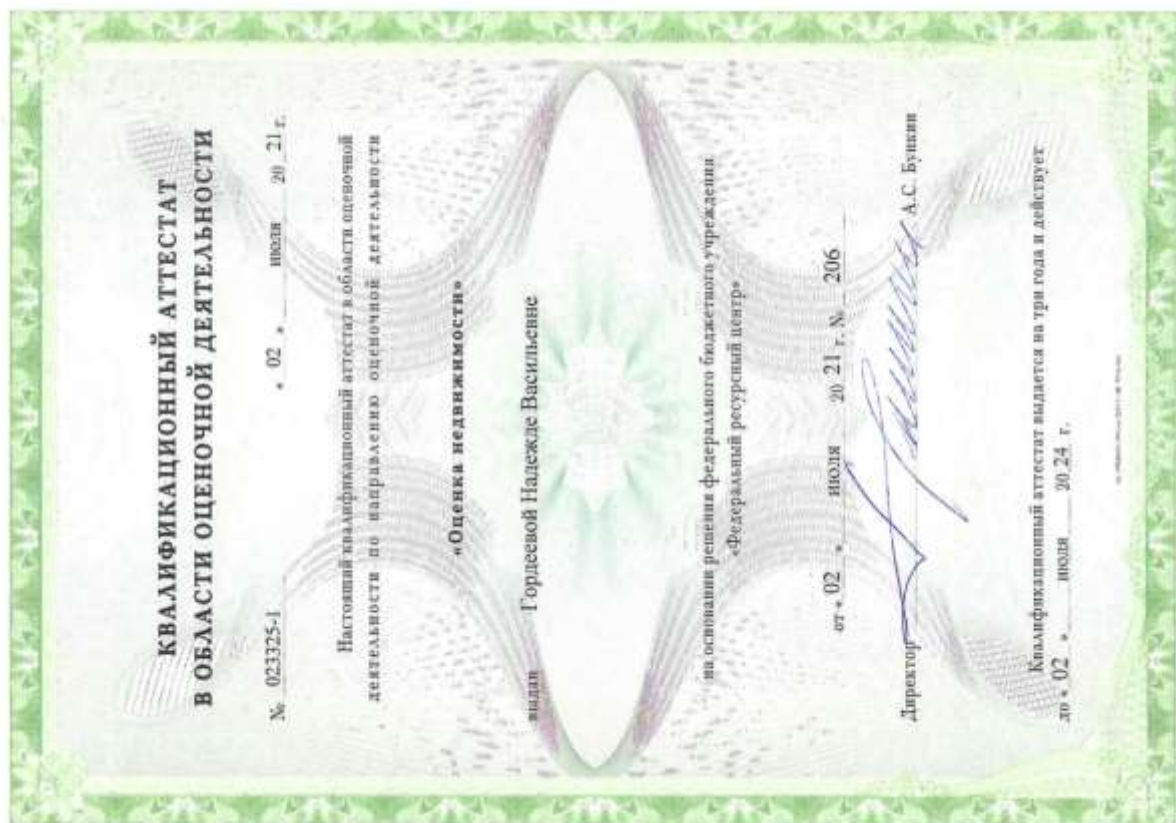 КВАЛИФИКАЦИОННЫЙ АТТЕСТАТ
В ОБЛАСТИ ОЦЕНОЧНОЙ ДЕЯТЕЛЬНОСТИ
№ 023325-1 « 02 » июля 20 21 г.
Настоящий квалификационный аттестат в области оценочной
деятельности по направлению оценочной деятельности
«Оценка недвижимости»
выдан Гордеевой Надежде Васильевне
на основании решения федерального бюджетного учреждения
«Федеральный ресурсный центр»
от « 02 » июля 20 21 г. № 206
Директор А.С. Бункин
Квалификационный аттестат выдается на три года и действует
до « 02 » июля 20 24 г.